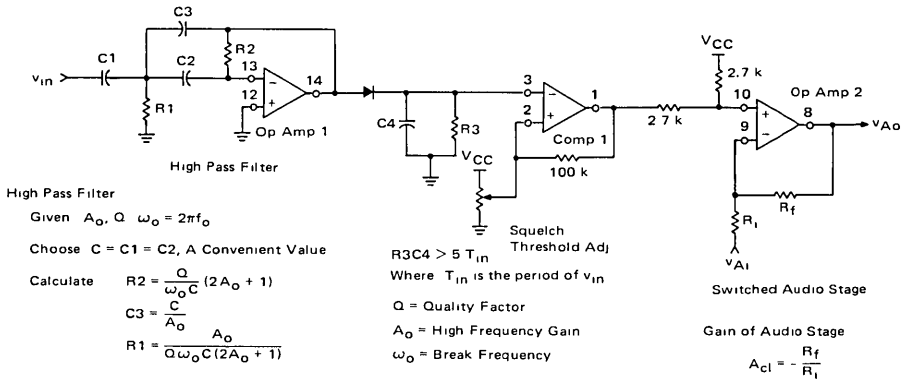 C3
R2
C1
C2
13
14
v_in
12
R1
Op Amp 1
High Pass Filter
C4
R3
3
1
2
Comp 1
V_CC
100 k
Squelch
Threshold Adj
V_CC
2.7 k
2 7 k
10
Op Amp 2
8
v_Ao
9
R_f
R_i
v_Ai
Switched Audio Stage
High Pass Filter
Given A_o, Q ω_o = 2πf_o
Choose C = C1 = C2, A Convenient Value
Calculate R2 = Q/(ω_o C) (2A_o + 1)
C3 = C/A_o
R1 = A_o/(Qω_o C(2A_o + 1))
R3C4 > 5 T_in
Where T_in is the period of v_in
Q = Quality Factor
A_o = High Frequency Gain
ω_o = Break Frequency
Gain of Audio Stage
A_cl = - R_f/R_i